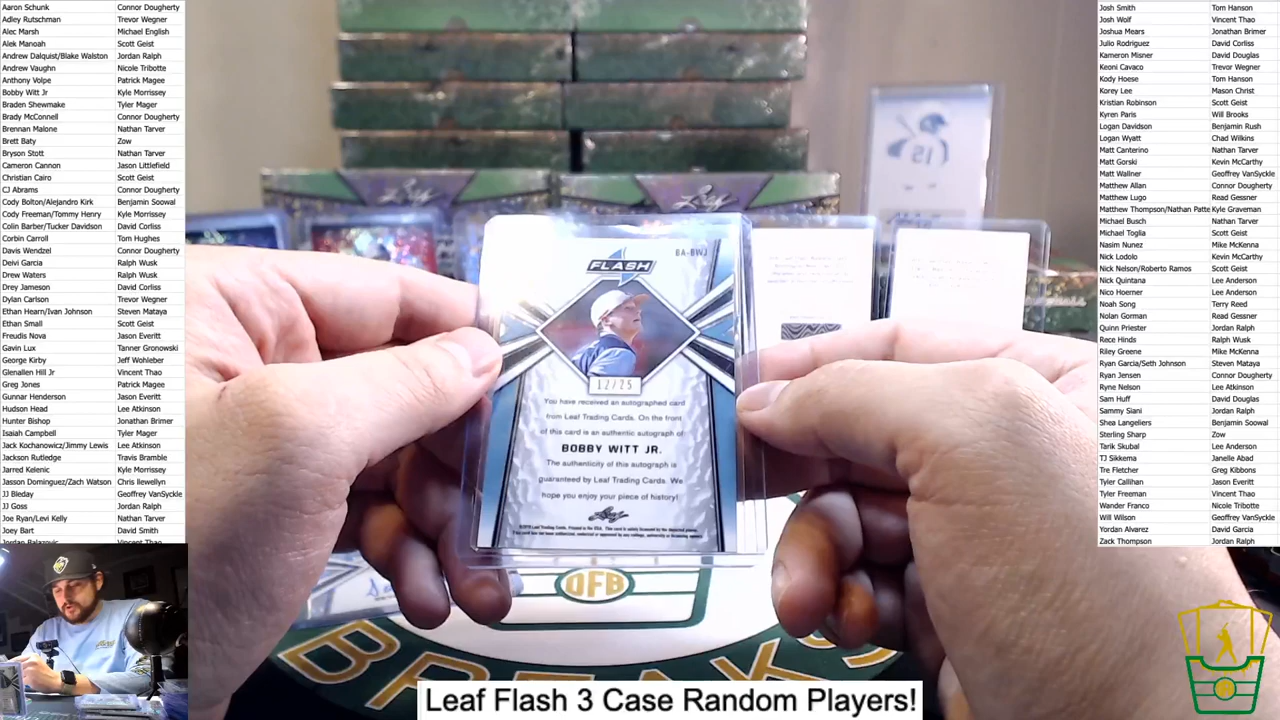 Aaron Schunk Connor Dougherty
Adley Rutschman Trevor Wegner
Alec Marsh Michael English
Alek Manoah Scott Geist
Andrew Dalquist/Blake Walston Jordan Ralph
Andrew Vaughn Nicole Tribotte
Anthony Volpe Patrick Magee
Bobby Witt Jr Kyle Morrissey
Braden Shewmake Tyler Mager
Brady McConnell Connor Dougherty
Brennan Malone Nathan Tarver
Brett Baty Zow
Bryson Stott Nathan Tarver
Cameron Cannon Jason Littlefield
Christian Cairo Scott Geist
CJ Abrams Connor Dougherty
Cody Bolton/Alejandro Kirk Benjamin Soowal
Cody Freeman/Tommy Henry Kyle Morrissey
Colin Barber/Tucker Davidson David Corliss
Corbin Carroll Tom Hughes
Davis Wendzel Connor Dougherty
Deivi Garcia Ralph Wusk
Drew Waters Ralph Wusk
Drey Jameson David Corliss
Dylan Carlson Trevor Wegner
Ethan Hearn/Ivan Johnson Steven Mataya
Ethan Small Scott Geist
Freudis Nova Jason Everitt
Gavin Lux Tanner Gronowski
George Kirby Jeff Wohleber
Glenallen Hill Jr Vincent Thao
Greg Jones Patrick Magee
Gunnar Henderson Jason Everitt
Hudson Head Lee Atkinson
Hunter Bishop Jonathan Brimer
Isaiah Campbell Tyler Mager
Jack Kochanowicz/Jimmy Lewis Lee Atkinson
Jackson Rutledge Travis Bramble
Jarred Kelenic Kyle Morrissey
Jasson Dominguez/Zach Watson Chris llewellyn
JJ Bleday Geoffrey VanSyckle
JJ Goss Jordan Ralph
Joe Ryan/Levi Kelly Nathan Tarver
Joey Bart David Smith
Jordan Balazovic Vincent Thao
FLASH
BA-BWJ
12/25
You have received an autographed card
from Leaf Trading Cards. On the front
of this card is an authentic autograph of
BOBBY WITT JR.
The authenticity of this autograph is
guaranteed by Leaf Trading Cards. We
hope you enjoy your piece of history!
OFB
BREAKS
Leaf Flash 3 Case Random Players!
Josh Smith Tom Hanson
Josh Wolf Vincent Thao
Joshua Mears Jonathan Brimer
Julio Rodriguez David Corliss
Kameron Misner David Douglas
Keoni Cavaco Trevor Wegner
Kody Hoese Tom Hanson
Korey Lee Mason Christ
Kristian Robinson Scott Geist
Kyren Paris Will Brooks
Logan Davidson Benjamin Rush
Logan Wyatt Chad Wilkins
Matt Canterino Nathan Tarver
Matt Gorski Kevin McCarthy
Matt Wallner Geoffrey VanSyckle
Matthew Allan Connor Dougherty
Matthew Lugo Read Gessner
Matthew Thompson/Nathan Patte Kyle Graveman
Michael Busch Nathan Tarver
Michael Toglia Scott Geist
Nasim Nunez Mike McKenna
Nick Lodolo Kevin McCarthy
Nick Nelson/Roberto Ramos Scott Geist
Nick Quintana Lee Anderson
Nico Hoerner Lee Anderson
Noah Song Terry Reed
Nolan Gorman Read Gessner
Quinn Priester Jordan Ralph
Rece Hinds Ralph Wusk
Riley Greene Mike McKenna
Ryan Garcia/Seth Johnson Steven Mataya
Ryan Jensen Connor Dougherty
Ryne Nelson Lee Atkinson
Sam Huff David Douglas
Sammy Siani Jordan Ralph
Shea Langeliers Benjamin Soowal
Sterling Sharp Zow
Tarik Skubal Lee Anderson
TJ Sikkema Janelle Abad
Tre Fletcher Greg Kibbons
Tyler Callihan Jason Everitt
Tyler Freeman Vincent Thao
Wander Franco Nicole Tribotte
Will Wilson Geoffrey VanSyckle
Yordan Alvarez David Garcia
Zack Thompson Jordan Ralph